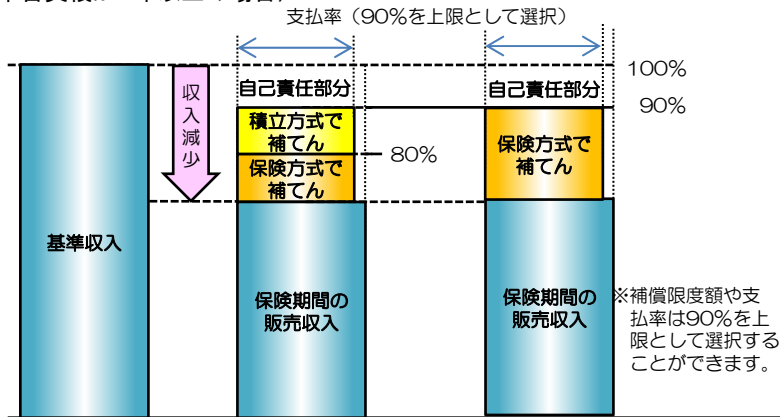 支払率（90％を上限として選択）
100%
90%
収
入
減
少
自己責任部分
積立方式で
補てん
保険方式で
補てん
80%
自己責任部分
保険方式で
補てん
基準収入
保険期間の
販売収入
保険期間の
販売収入
※補償限度額や支
払率は90%を上
限として選択する
ことができます。